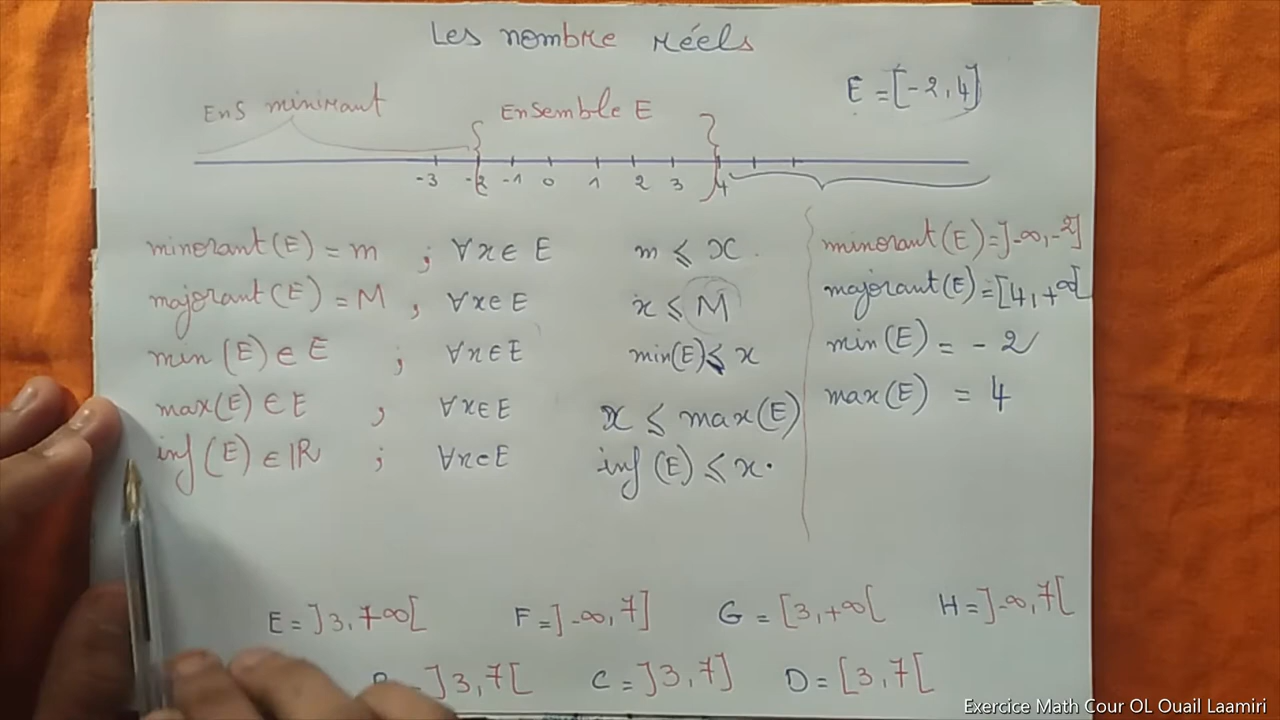 Les nombre réels
E = [-2, 4]
Ens minirant Ensemble E
-3 -2 -1 0 1 2 3 4
minorant(E) = m ; ∀x∈E m ⩽ x
majorant(E) = M , ∀x∈E x ⩽ M
min(E) ∈ E ; ∀x∈E min(E) ⩽ x
max(E) ∈ E , ∀x∈E x ⩽ max(E)
inf(E) ∈ IR ; ∀x∈E inf(E) ⩽ x.
minorant(E) = ]-∞, -2]
majorant(E) = [4, +∞[
min(E) = -2
max(E) = 4
E = ]3, +∞[ F = ]-∞, 7] G = [3, +∞[ H = ]-∞, 7[
= ]3, 7[ C = ]3, 7] D = [3, 7[
Exercice Math Cour OL Ouail Laamiri